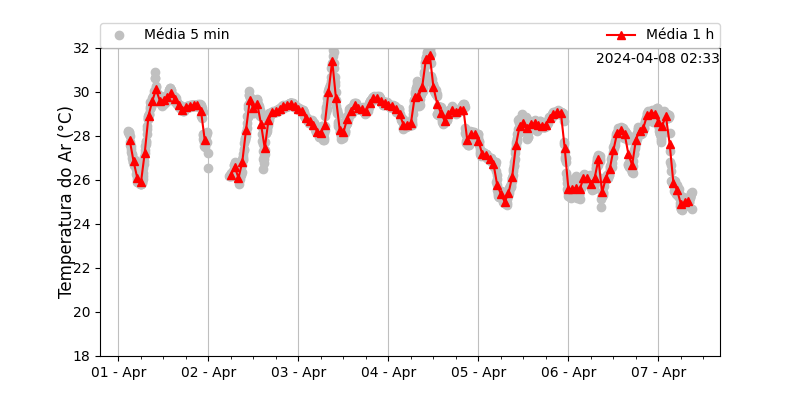 Média 5 min
Média 1 h
2024-04-08 02:33
Temperatura do Ar (°C)
32
30
28
26
24
22
20
18
01 - Apr
02 - Apr
03 - Apr
04 - Apr
05 - Apr
06 - Apr
07 - Apr